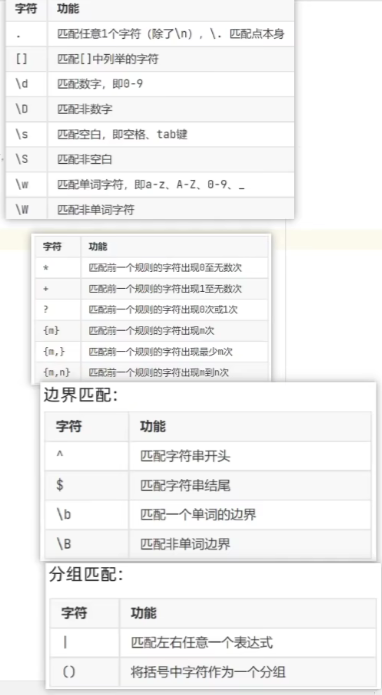 字符 功能
. 匹配任意1个字符（除了\n），\. 匹配点本身
[] 匹配[]中列举的字符
\d 匹配数字，即0-9
\D 匹配非数字
\s 匹配空白，即空格、tab键
\S 匹配非空白
\w 匹配单词字符，即a-z、A-Z、0-9、_
\W 匹配非单词字符
字符 功能
* 匹配前一个规则的字符出现0至无数次
+ 匹配前一个规则的字符出现1至无数次
? 匹配前一个规则的字符出现0次或1次
{m} 匹配前一个规则的字符出现m次
{m,} 匹配前一个规则的字符出现最少m次
{m,n} 匹配前一个规则的字符出现m到n次
边界匹配：
字符 功能
^ 匹配字符串开头
$ 匹配字符串结尾
\b 匹配一个单词的边界
\B 匹配非单词边界
分组匹配：
字符 功能
| 匹配左右任意一个表达式
() 将括号中字符作为一个分组